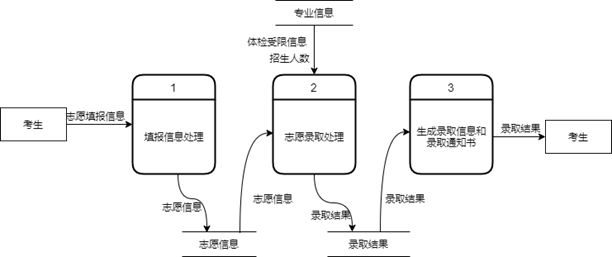 专业信息
体检受限信息
招生人数
1
2
3
考生
志愿填报信息
填报信息处理
志愿录取处理
生成录取信息和
录取通知书
录取结果
考生
志愿信息
志愿信息
录取结果
录取结果
志愿信息
录取结果